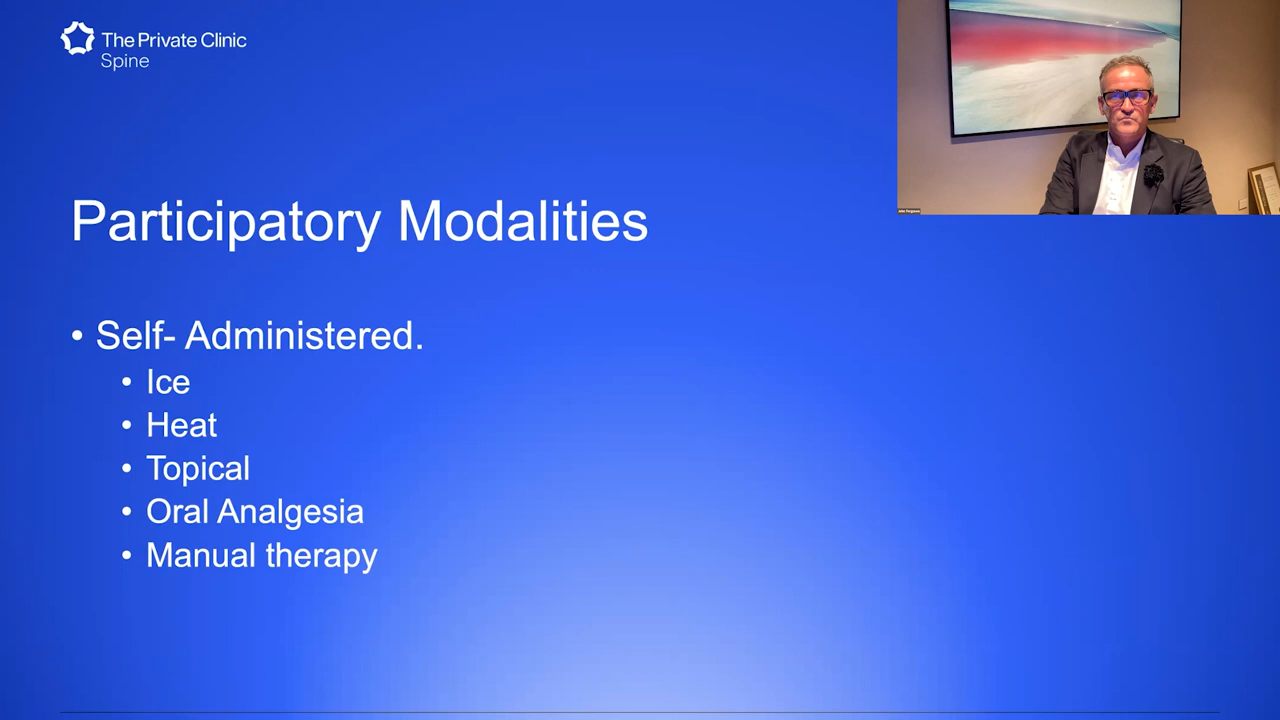 The Private Clinic
Spine
Participatory Modalities
• Self- Administered.
• Ice
• Heat
• Topical
• Oral Analgesia
• Manual therapy